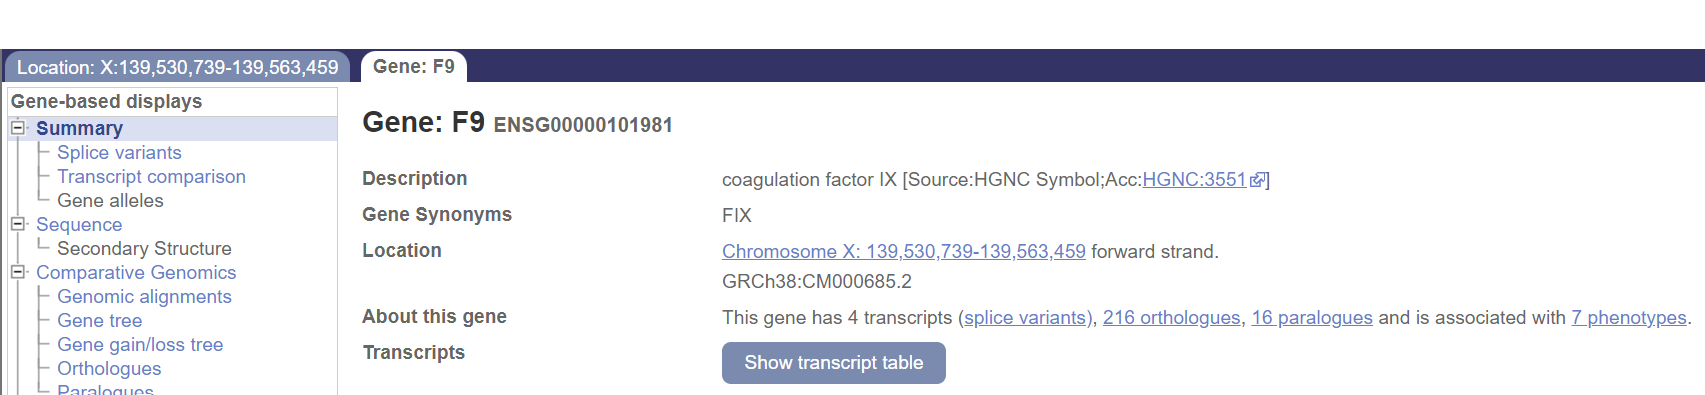 Location: X:139,530,739-139,563,459
Gene: F9
Gene-based displays
Summary
Splice variants
Transcript comparison
Gene alleles
Sequence
Secondary Structure
Comparative Genomics
Genomic alignments
Gene tree
Gene gain/loss tree
Orthologues
Paralogues
Gene: F9 ENSG00000101981
Description
coagulation factor IX [Source:HGNC Symbol;Acc:HGNC:3551]
Gene Synonyms
FIX
Location
Chromosome X: 139,530,739-139,563,459 forward strand.
GRCh38:CM000685.2
About this gene
This gene has 4 transcripts (splice variants), 216 orthologues, 16 paralogues and is associated with 7 phenotypes.
Transcripts
Show transcript table